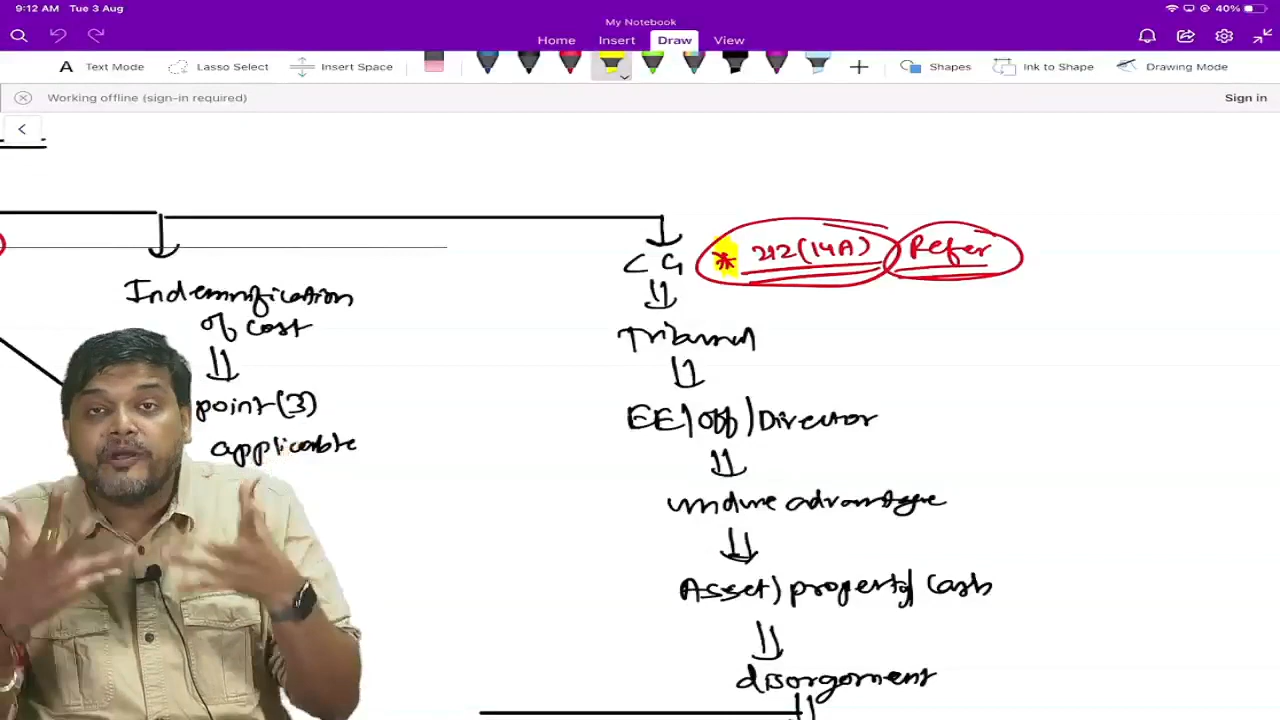 9:12 AM Tue 3 Aug
40%
My Notebook
Home Insert Draw View
Text Mode Lasso Select Insert Space Shapes Ink to Shape Drawing Mode
Working offline (sign-in required)
Sign in
* 212(14A) Refer
CG
Indemnification
of cost
Tribunal
point (3)
applicable
EE/off/Director
undue advantage
Asset/property/cash
disorgoment